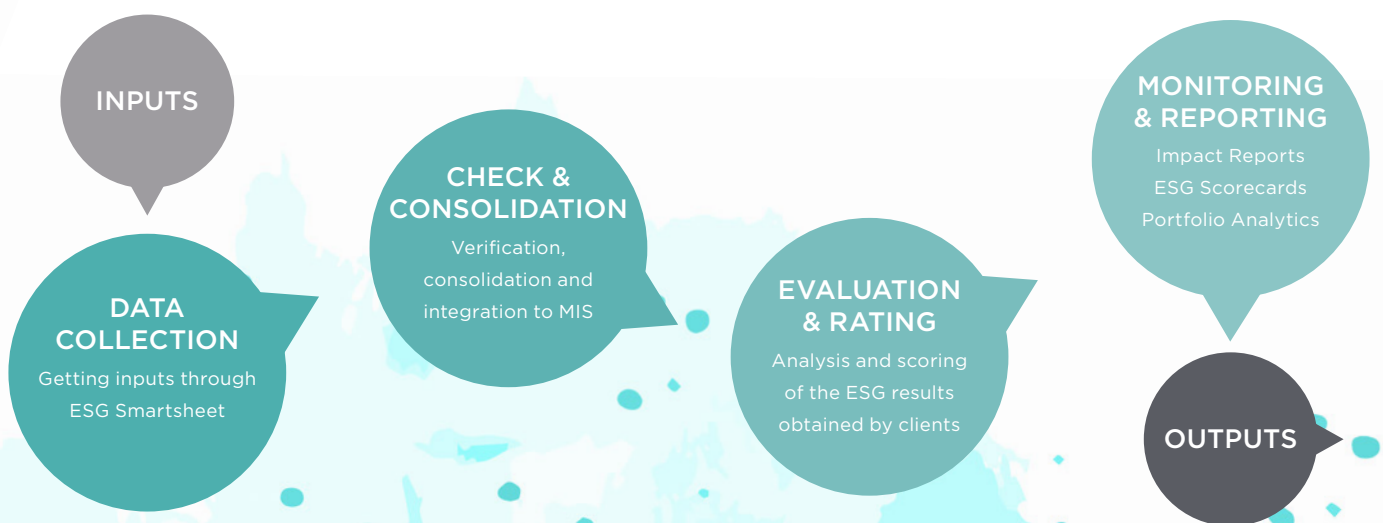 INPUTS
DATA
COLLECTION
Getting inputs through
ESG Smartsheet
CHECK &
CONSOLIDATION
Verification,
consolidation and
integration to MIS
EVALUATION
& RATING
Analysis and scoring
of the ESG results
obtained by clients
MONITORING
& REPORTING
Impact Reports
ESG Scorecards
Portfolio Analytics
OUTPUTS